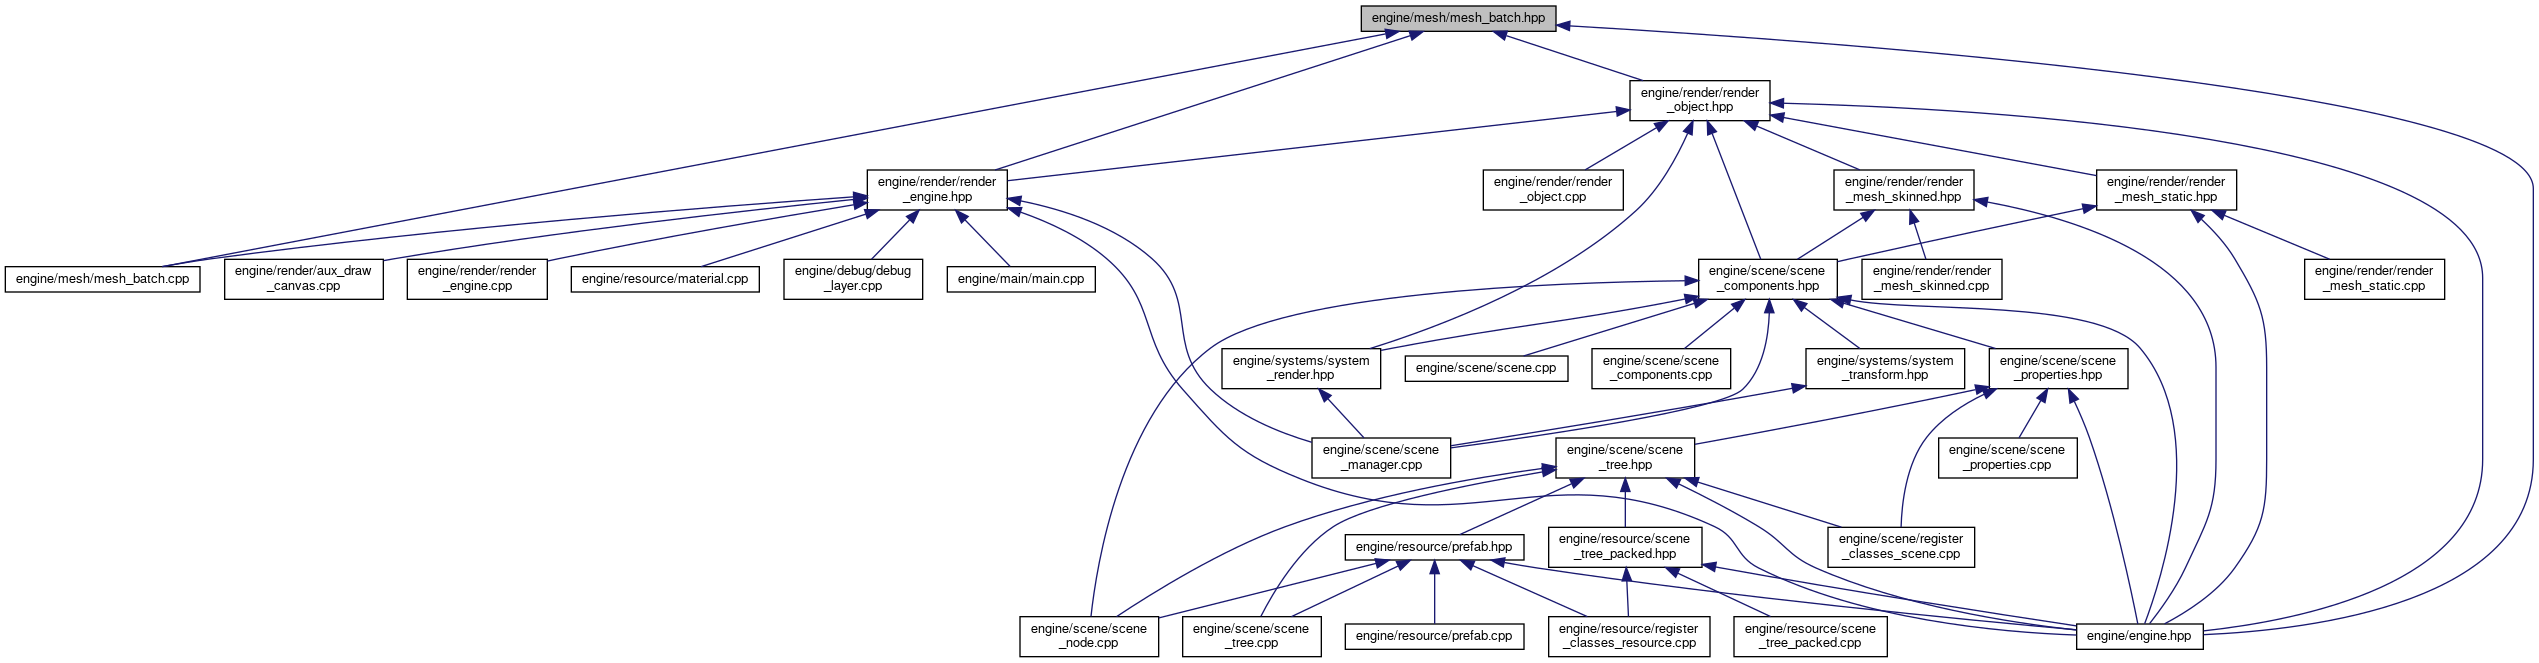 engine/mesh/mesh_batch.hpp
engine/render/render
_object.hpp
engine/render/render
_engine.hpp
engine/render/render
_object.cpp
engine/render/render
_mesh_skinned.hpp
engine/render/render
_mesh_static.hpp
engine/mesh/mesh_batch.cpp
engine/render/aux_draw
_canvas.cpp
engine/render/render
_engine.cpp
engine/resource/material.cpp
engine/debug/debug
_layer.cpp
engine/main/main.cpp
engine/scene/scene
_components.hpp
engine/render/render
_mesh_skinned.cpp
engine/render/render
_mesh_static.cpp
engine/systems/system
_render.hpp
engine/scene/scene.cpp
engine/scene/scene
_components.cpp
engine/systems/system
_transform.hpp
engine/scene/scene
_properties.hpp
engine/scene/scene
_manager.cpp
engine/scene/scene
_tree.hpp
engine/scene/scene
_properties.cpp
engine/resource/prefab.hpp
engine/resource/scene
_tree_packed.hpp
engine/scene/register
_classes_scene.cpp
engine/scene/scene
_node.cpp
engine/scene/scene
_tree.cpp
engine/resource/prefab.cpp
engine/resource/register
_classes_resource.cpp
engine/resource/scene
_tree_packed.cpp
engine/engine.hpp